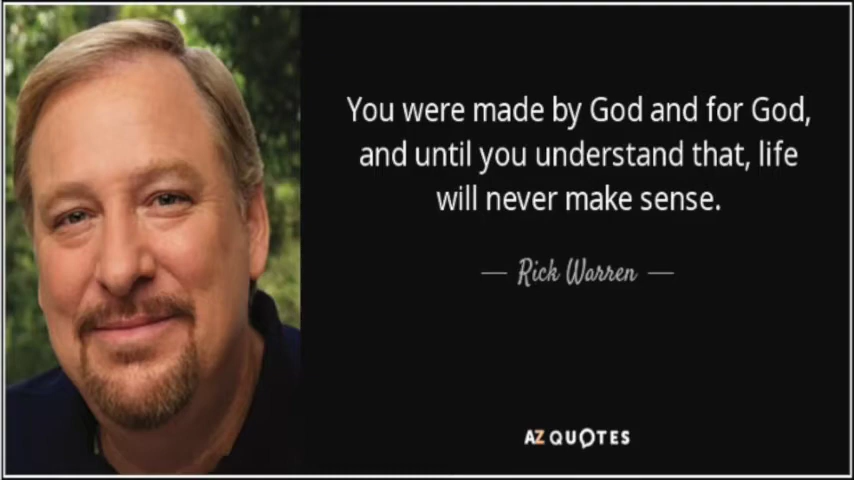 You were made by God and for God,
and until you understand that, life
will never make sense.
— Rick Warren —
AZ QUOTES